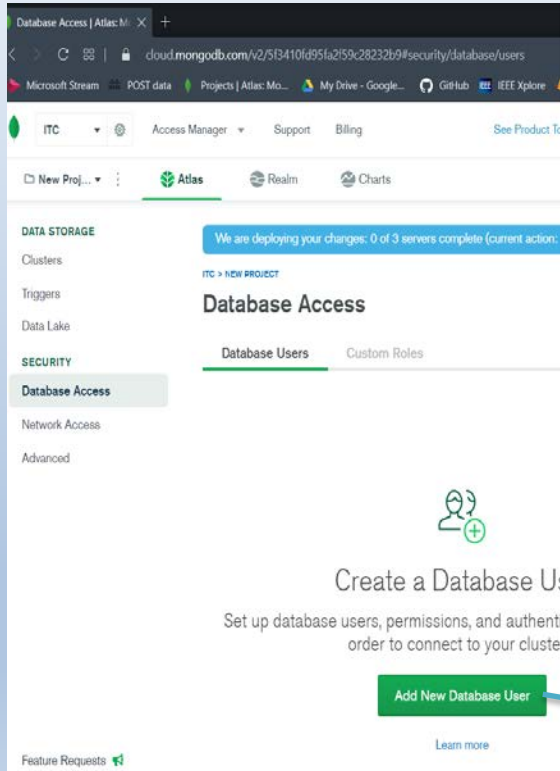 Database Access | Atlas: M
cloud.mongodb.com/v2/5f3410fd95fa2f59c28232b9#security/database/users
Microsoft Stream POST data Projects | Atlas: Mo... My Drive - Google... GitHub IEEE Xplore
ITC Access Manager Support Billing See Product To
New Proj... Atlas Realm Charts
DATA STORAGE
Clusters
Triggers
Data Lake
SECURITY
Database Access
Network Access
Advanced
Feature Requests
We are deploying your changes: 0 of 3 servers complete (current action:
ITC > NEW PROJECT
Database Access
Database Users Custom Roles
Create a Database Us
Set up database users, permissions, and authenti
order to connect to your cluste
Add New Database User
Learn more